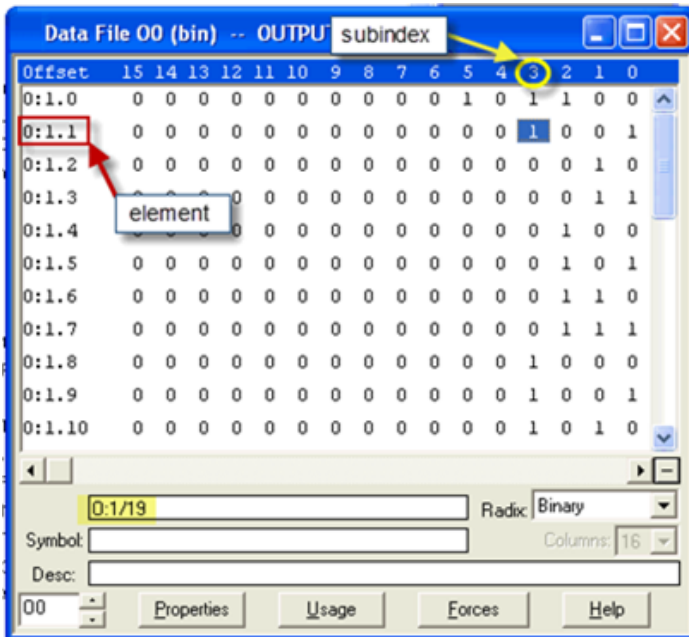 Data File O0 (bin) -- OUTPUT
subindex
Offset 15 14 13 12 11 10 9 8 7 6 5 4 3 2 1 0
O:1.0 0 0 0 0 0 0 0 0 0 0 1 0 1 1 0 0
O:1.1 0 0 0 0 0 0 0 0 0 0 0 0 1 0 0 1
O:1.2 0 0 0 0 0 0 0 0 0 0 0 0 0 0 1 0
O:1.3 0 0 0 0 0 0 0 0 0 0 0 0 1 1
element
O:1.4 0 0 0 0 0 0 0 0 0 0 0 1 0 0
O:1.5 0 0 0 0 0 0 0 0 0 0 0 0 0 1 0 1
O:1.6 0 0 0 0 0 0 0 0 0 0 0 0 0 1 1 0
O:1.7 0 0 0 0 0 0 0 0 0 0 0 0 0 1 1 1
O:1.8 0 0 0 0 0 0 0 0 0 0 0 0 1 0 0 0
O:1.9 0 0 0 0 0 0 0 0 0 0 0 0 1 0 0 1
O:1.10 0 0 0 0 0 0 0 0 0 0 0 0 1 0 1 0
O:1/19 Radix: Binary
Symbol: Columns: 16
Desc:
O0 Properties Usage Forces Help